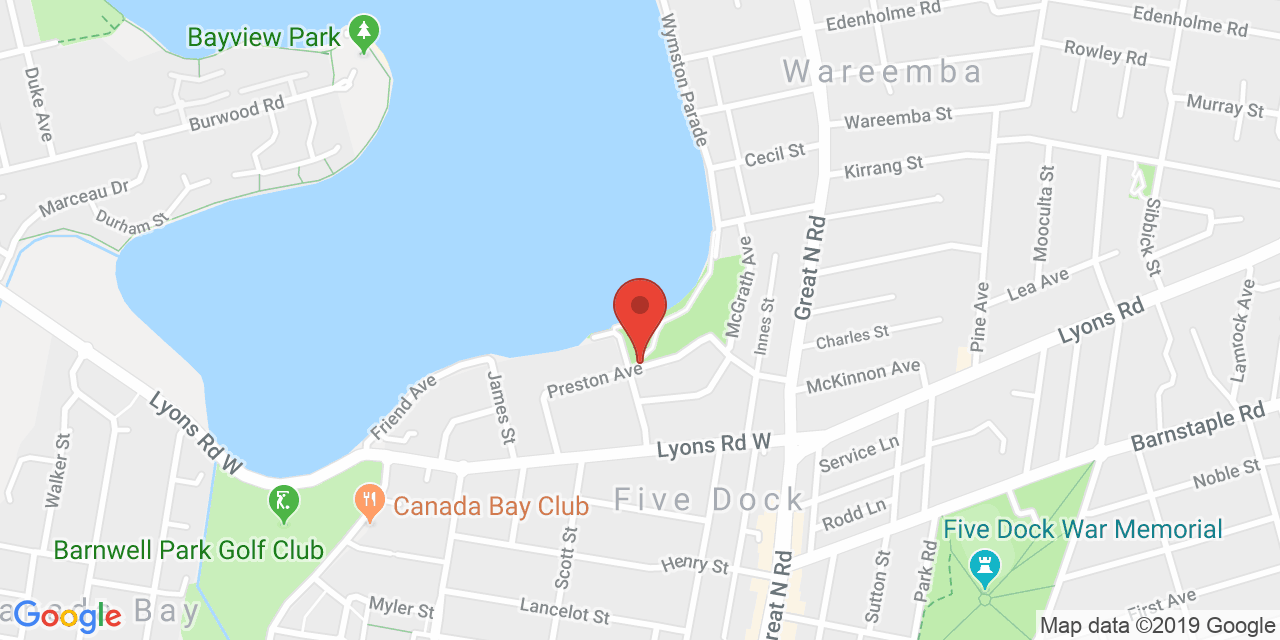 Edenholme Rd
Edenholme Rd
Bayview Park
Wymston Parade
Rowley Rd
Wareemba
Duke Ave
Burwood Rd
Murray St
Wareemba St
Cecil St
Kirrang St
Marceau Dr
Durham St
Mooculta St
Sibbick St
Great N Rd
McGrath Ave
Lea Ave
Innes St
Pine Ave
Lyons Rd
Lamrock Ave
Charles St
Preston Ave
McKinnon Ave
Friend Ave
James St
Lyons Rd W
Barnstaple Rd
Walker St
Lyons Rd W
Service Ln
Noble St
Five Dock
Canada Bay Club
Rodd Ln
Five Dock War Memorial
Barnwell Park Golf Club
Scott St
Henry St
Park Rd
Sutton St
Great N Rd
Myler St
Lancelot St
First Ave
Bay
Google
Map data ©2019 Google